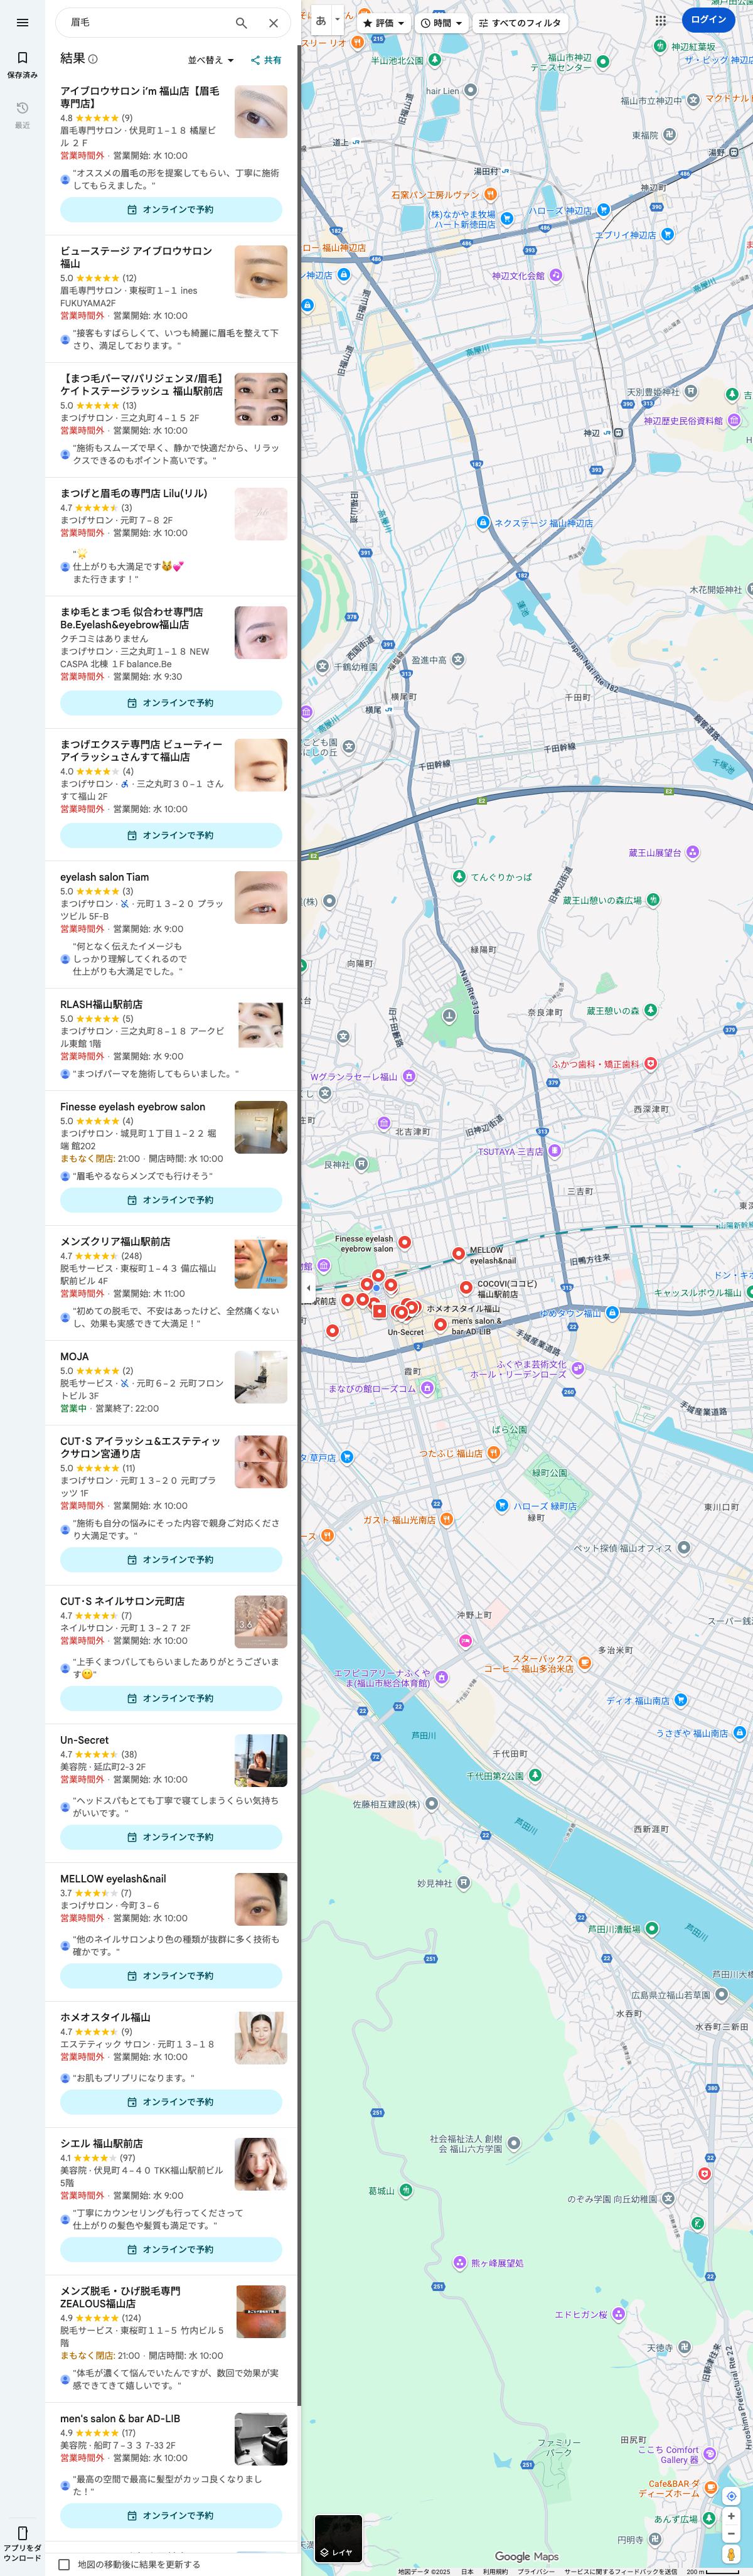 眉毛
保存済み
最近
結果
並べ替え
共有
アイブロウサロン i'm 福山店【眉毛
専門店】
4.8 (9)
眉毛専門サロン · 伏見町１−１８ 橘屋ビ
ル ２Ｆ
営業時間外 · 営業開始: 水 10:00
"オススメの眉毛の形を提案してもらい、丁寧に施術
してもらえました。"
オンラインで予約
ビューステージ アイブロウサロン
福山
5.0 (12)
眉毛専門サロン · 東桜町１−１ ines
FUKUYAMA2F
営業時間外 · 営業開始: 水 10:00
"接客もすばらしくて、いつも綺麗に眉毛を整えて下
さり、満足しております。"
【まつ毛パーマ/パリジェンヌ/眉毛】
ケイトステージラッシュ 福山駅前店
5.0 (13)
まつげサロン · 三之丸町４−１５ 2F
営業時間外 · 営業開始: 水 10:00
"施術もスムーズで早く、静かで快適だから、リラッ
クスできるのもポイント高いです。"
まつげと眉毛の専門店 Lilu(リル)
4.7 (3)
まつげサロン · 元町７−８ 2F
営業時間外 · 営業開始: 水 10:00
仕上がりも大満足です🥳💕
また行きます！"
まゆ毛とまつ毛 似合わせ専門店
Be.Eyelash&eyebrow福山店
クチコミはありません
まつげサロン · 三之丸町１−１８ NEW
CASPA 北棟 １F balance.Be
営業時間外 · 営業開始: 水 9:30
オンラインで予約
まつげエクステ専門店 ビューティー
アイラッシュさんすて福山店
4.0 (4)
まつげサロン · 三之丸町３０−１ さん
すて福山 2F
営業時間外 · 営業開始: 水 10:00
オンラインで予約
eyelash salon Tiam
5.0 (3)
まつげサロン · 元町１３−２０ プラッ
ツビル 5F-B
営業時間外 · 営業開始: 水 9:00
"何となく伝えたイメージも
しっかり理解してくれるので
仕上がりも大満足でした。"
RLASH福山駅前店
5.0 (5)
まつげサロン · 三之丸町８−１８ アークビ
ル東館 1階
営業時間外 · 営業開始: 水 9:00
"まつげパーマを施術してもらいました。"
Finesse eyelash eyebrow salon
5.0 (4)
まつげサロン · 城見町１丁目１−２２ 堀
端 館202
まもなく閉店: 21:00 · 開店時間: 水 10:00
"眉毛やるならメンズでも行けそう"
オンラインで予約
メンズクリア福山駅前店
4.7 (248)
脱毛サービス · 東桜町１−４３ 備広福山
駅前ビル 4F
営業時間外 · 営業開始: 木 11:00
"初めての脱毛で、不安はあったけど、全然痛くない
し、効果も実感できて大満足！"
MOJA
5.0 (2)
脱毛サービス · 元町６−２ 元町フロン
トビル 3F
営業中 · 営業終了: 22:00
CUT･S アイラッシュ&エステティッ
クサロン宮通り店
5.0 (11)
まつげサロン · 元町１３−２０ 元町プラ
ッツ 1F
営業時間外 · 営業開始: 水 10:00
"施術も自分の悩みにそった内容で親身ご対応くださ
り大満足です。"
オンラインで予約
CUT･S ネイルサロン元町店
4.7 (7)
ネイルサロン · 元町１３−２７ 2F
営業時間外 · 営業開始: 水 10:00
"上手くまつパしてもらいましたありがとうございま
す😊"
オンラインで予約
Un-Secret
4.7 (38)
美容院 · 延広町2-3 2F
営業時間外 · 営業開始: 水 10:00
"ヘッドスパもとても丁寧で寝てしまうくらい気持ち
がいいです。"
オンラインで予約
MELLOW eyelash&nail
3.7 (7)
まつげサロン · 今町３−６
営業時間外 · 営業開始: 水 10:00
"他のネイルサロンより色の種類が抜群に多く技術も
確かです。"
オンラインで予約
ホメオスタイル福山
4.7 (9)
エステティック サロン · 元町１３−１８
営業時間外 · 営業開始: 水 10:00
"お肌もプリプリになります。"
オンラインで予約
シエル 福山駅前店
4.1 (97)
美容院 · 伏見町４−４０ TKK福山駅前ビル
5階
営業時間外 · 営業開始: 水 9:00
"丁寧にカウンセリングも行ってくださって
仕上がりの髪色や髪質も満足です。"
オンラインで予約
メンズ脱毛・ひげ脱毛専門
ZEALOUS福山店
4.9 (124)
脱毛サービス · 東桜町１１−５ 竹内ビル 5
階
まもなく閉店: 21:00 · 開店時間: 水 10:00
"体毛が濃くて悩んでいたんですが、数回で効果が実
感できてきて嬉しいです。"
men's salon & bar AD-LIB
4.9 (17)
美容院 · 船町７−３３ 7-33 2F
営業時間外 · 営業開始: 水 10:00
"最高の空間で最高に髪型がカッコ良くなりまし
た！"
オンラインで予約
地図の移動後に結果を更新する
アプリをダ
ウンロード
あ
評価
時間
すべてのフィルタ
ログイン
神辺紅葉坂
半山池北公園
福山市神辺
テニスセンター
hair Lien
福山市立神辺中
東福院
道上
湯田村
湯野
神辺町
石窯パン工房ルヴァン
(株)なかやま牧場
ハート新徳田店
ハローズ 神辺店
エブリイ神辺店
神辺文化会館
高屋川
天別豊姫神社
神辺歴史民俗資料館
神辺
ネクステージ 福山神辺店
木花開姫神社
千鶴幼稚園
盈進中高
横尾町
横尾
千田町
Japan Nat'l Rte 182
千田幹線
千塚池
蔵王山展望台
てんぐりかっぱ
蔵王山憩いの森広場
緑陽町
向陽町
Nat'l Rte 313
奈良津町
蔵王憩いの森
ふかつ歯科・矯正歯科
Wグランラセーレ福山
西深津町
北吉津町
旧神辺街道
TSUTAYA 三吉店
艮神社
三吉町
山陽新幹線
Finesse eyelash
eyebrow salon
MELLOW
eyelash&nail
旧鴨方往来
COCOVI(ココビ)
福山駅前店
キャッスルボウル福山
ホメオスタイル福山
ゆめタウン福山
men's salon &
bar AD-LIB
Un-Secret
手城産業道路
霞町
ふくやま芸術文化
ホール・リーデンローズ
まなびの館ローズコム
手城産業道路
ばら公園
つたふじ 福山店
緑町公園
ハローズ 緑町店
緑町
東川口町
ガスト 福山光南店
ペット探偵 福山オフィス
沖野上町
多治米町
スターバックス
コーヒー 福山多治米店
エフピコアリーナふくや
ま(福山市総合体育館)
ディオ 福山南店
うさぎや 福山南店
芦田川
千代田町
千代田第2公園
佐藤相互建設(株)
芦田川
西新涯町
妙見神社
芦田川漕艇場
芦田川
広島県立福山若草園
水呑町
水呑町三新田
社会福祉法人 創樹
会 福山六方学園
葛城山
のぞみ学園 向丘幼稚園
熊ヶ峰展望処
エドヒガン桜
天徳寺
旧鞆津往来
Hiroshima Prefectural Rte 22
田尻町
ファミリー
パーク
ここち Comfort
Gallery 器
Cafe&BAR ダ
ディーズホーム
あんず広場
円明寺
レイヤ
Google Maps
地図データ ©2025
日本
利用規約
プライバシー
サービスに関するフィードバックを送信
200 m